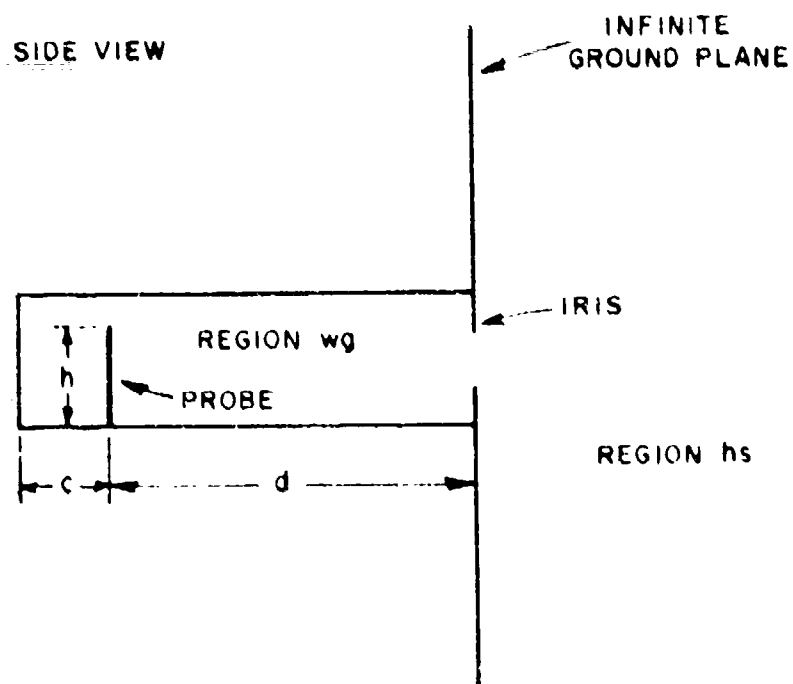 SIDE VIEW
INFINITE
GROUND PLANE
IRIS
REGION wg
h
PROBE
REGION hs
c
d